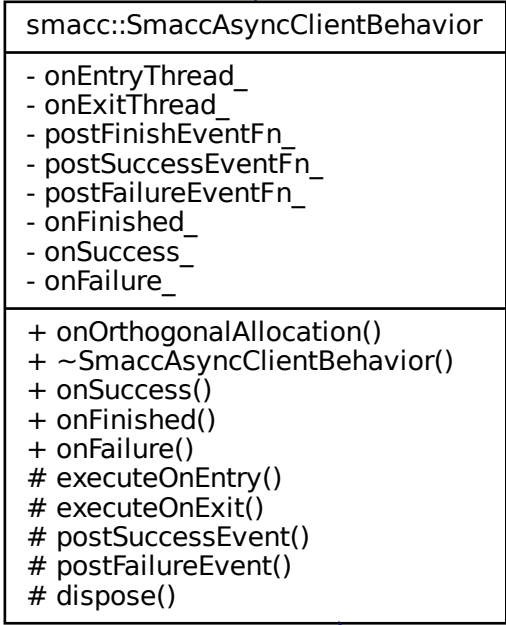 smacc::SmaccAsyncClientBehavior
- onEntryThread_
- onExitThread_
- postFinishEventFn_
- postSuccessEventFn_
- postFailureEventFn_
- onFinished_
- onSuccess_
- onFailure_
+ onOrthogonalAllocation()
+ ~SmaccAsyncClientBehavior()
+ onSuccess()
+ onFinished()
+ onFailure()
# executeOnEntry()
# executeOnExit()
# postSuccessEvent()
# postFailureEvent()
# dispose()